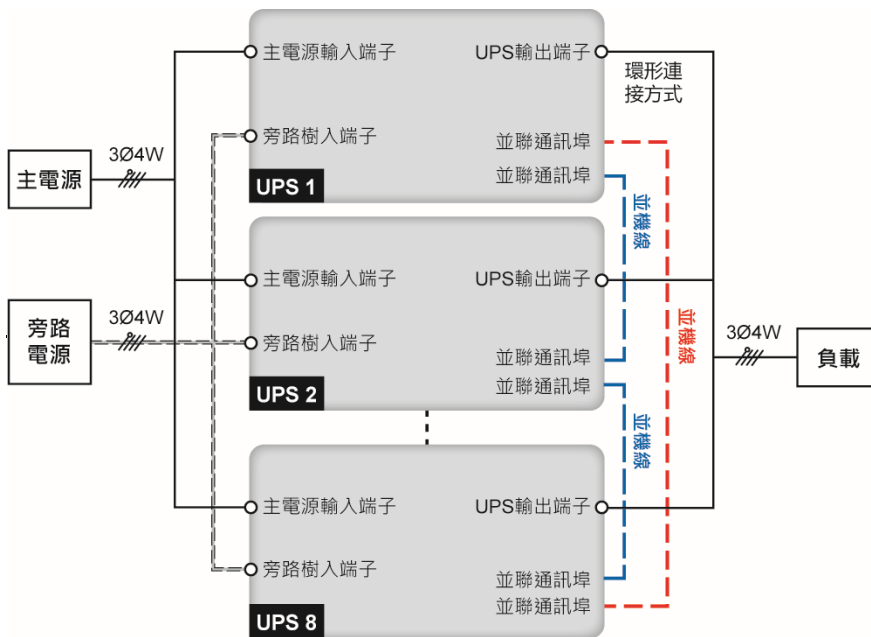 主電源輸入端子
UPS輸出端子
環形連
接方式
旁路樹入端子
並聯通訊埠
並聯通訊埠
UPS 1
主電源
3Ø4W
並機線
主電源輸入端子
UPS輸出端子
旁路
電源
3Ø4W
旁路樹入端子
並聯通訊埠
並聯通訊埠
UPS 2
並機線
3Ø4W
負載
並機線
主電源輸入端子
UPS輸出端子
旁路樹入端子
並聯通訊埠
並聯通訊埠
UPS 8